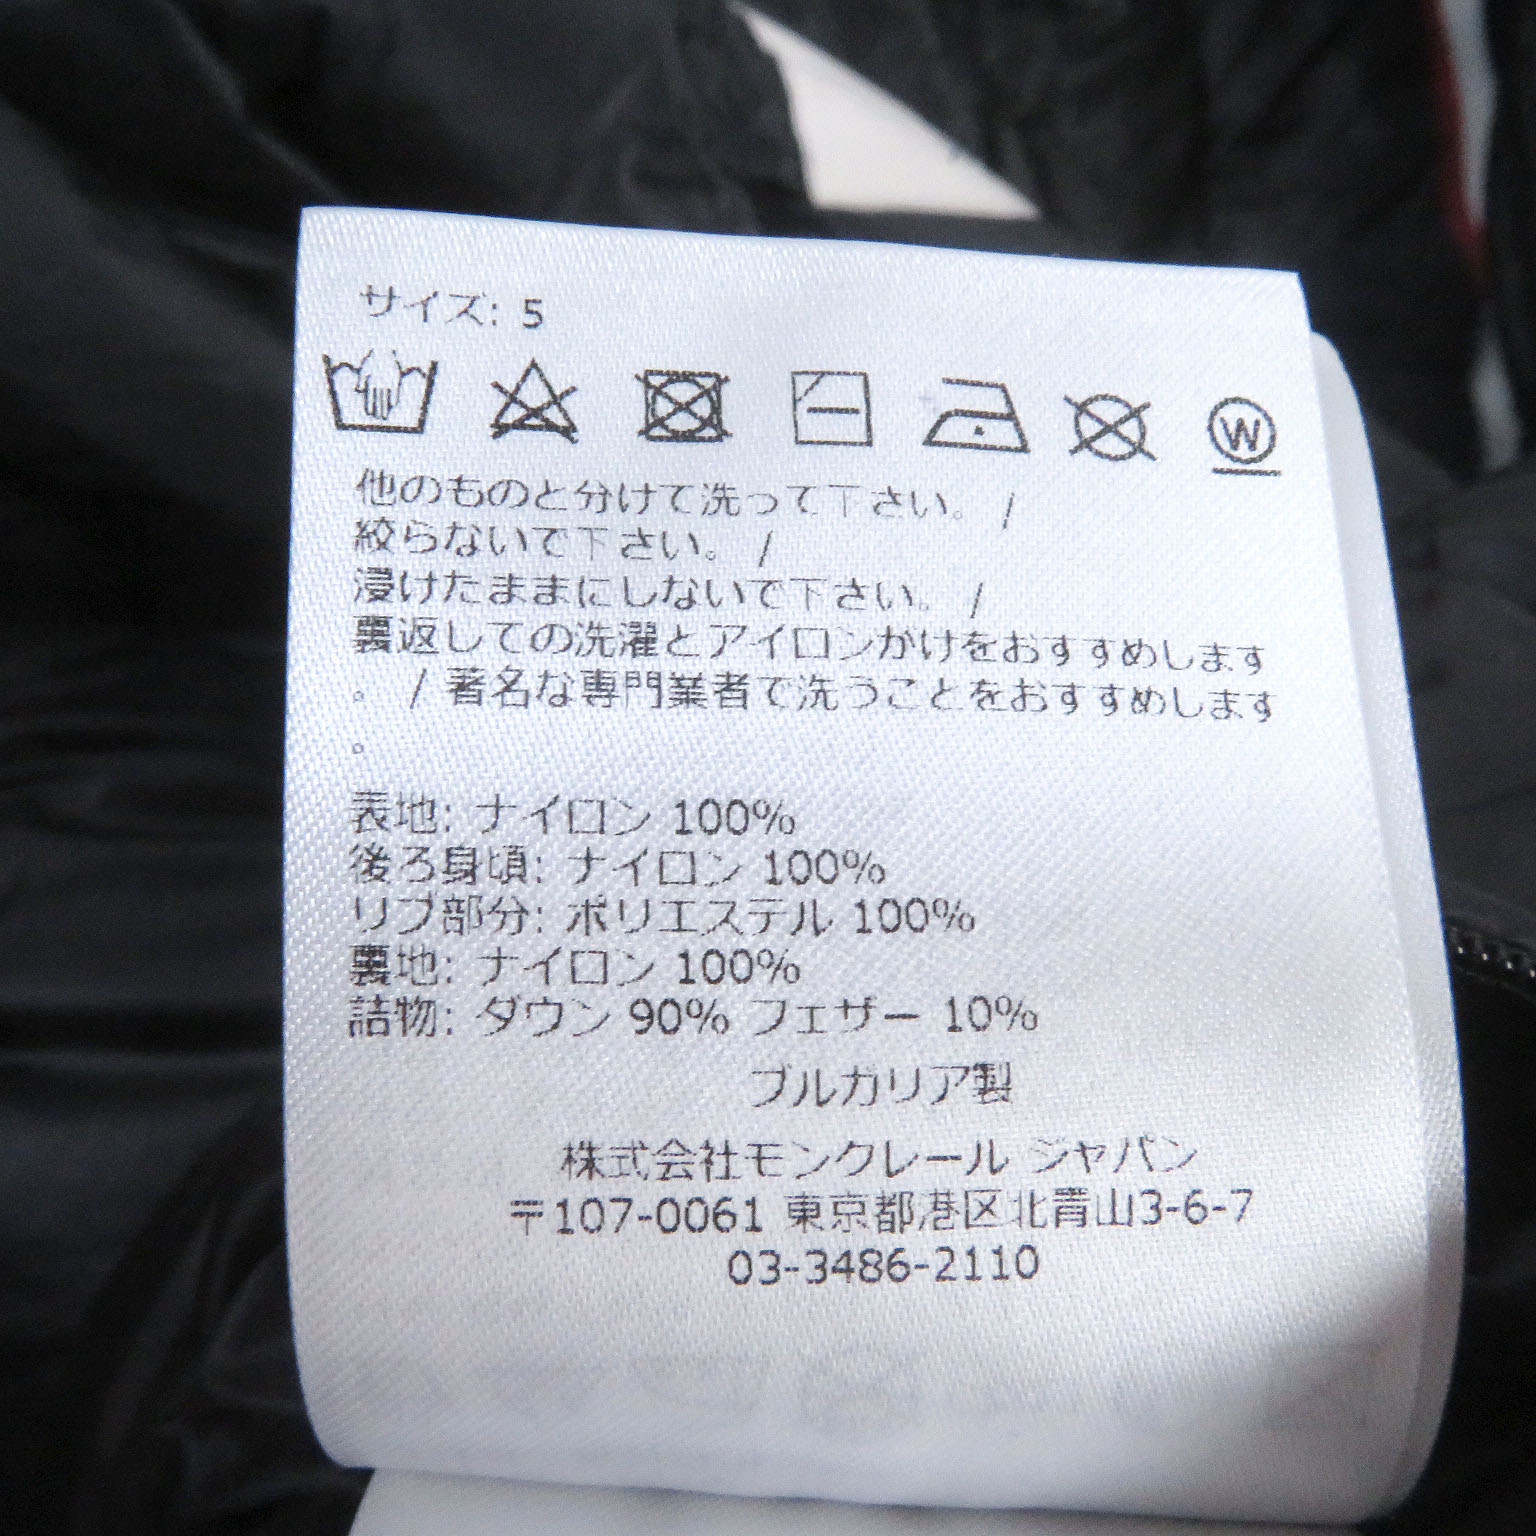 サイズ: 5
W
他のものと分けて洗って下さい。 /
絞らないで下さい。 /
浸けたままにしないで下さい。 /
裏返しての洗濯とアイロンがけをおすすめします
。 / 著名な専門業者で洗うことをおすすめします
。
表地: ナイロン 100%
後ろ身頃: ナイロン 100%
リブ部分: ポリエステル 100%
裏地: ナイロン 100%
詰物: ダウン 90% フェザー 10%
ブルガリア製
株式会社モンクレール ジャパン
〒107-0061 東京都港区北青山3-6-7
03-3486-2110